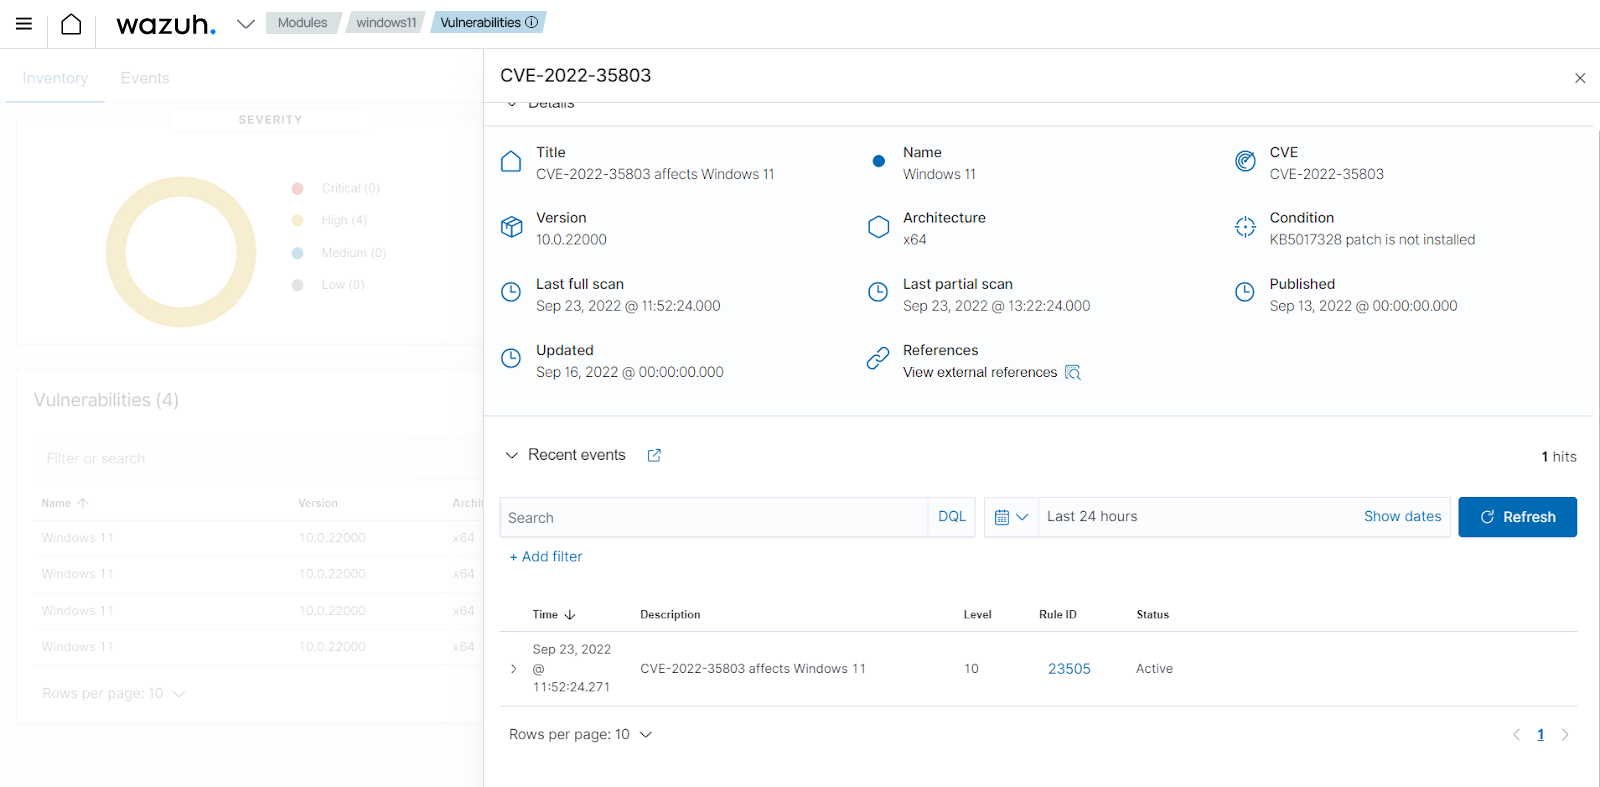 wazuh.
Modules
windows11
Vulnerabilities
Inventory
Events
SEVERITY
Critical (0)
High (4)
Medium (0)
Low (0)
Vulnerabilities (4)
Filter or search
Name Version Archi
Windows 11 10.0.22000 x64
Windows 11 10.0.22000 x64
Windows 11 10.0.22000 x64
Windows 11 10.0.22000 x64
Rows per page: 10
CVE-2022-35803
Details
Title
CVE-2022-35803 affects Windows 11
Name
Windows 11
CVE
CVE-2022-35803
Version
10.0.22000
Architecture
x64
Condition
KB5017328 patch is not installed
Last full scan
Sep 23, 2022 @ 11:52:24.000
Last partial scan
Sep 23, 2022 @ 13:22:24.000
Published
Sep 13, 2022 @ 00:00:00.000
Updated
Sep 16, 2022 @ 00:00:00.000
References
View external references
Recent events
1 hits
Search
DQL
Last 24 hours
Show dates
Refresh
+ Add filter
Time Description Level Rule ID Status
Sep 23, 2022
@
11:52:24.271
CVE-2022-35803 affects Windows 11 10 23505 Active
Rows per page: 10
1